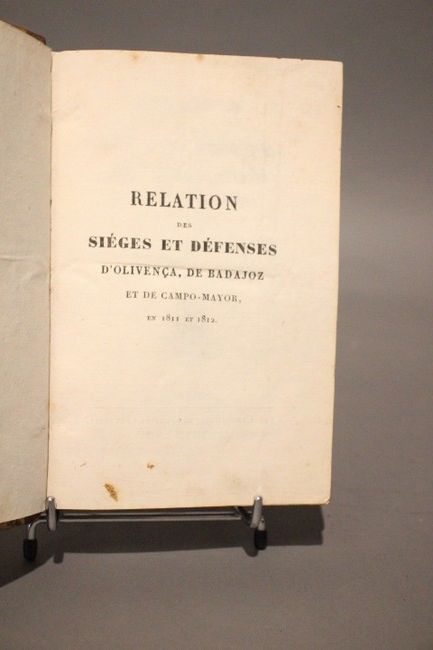 RELATION
DES
SIÉGES ET DÉFENSES
D'OLIVENÇA, DE BADAJOZ
ET DE CAMPO-MAYOR,
EN 1811 ET 1812.